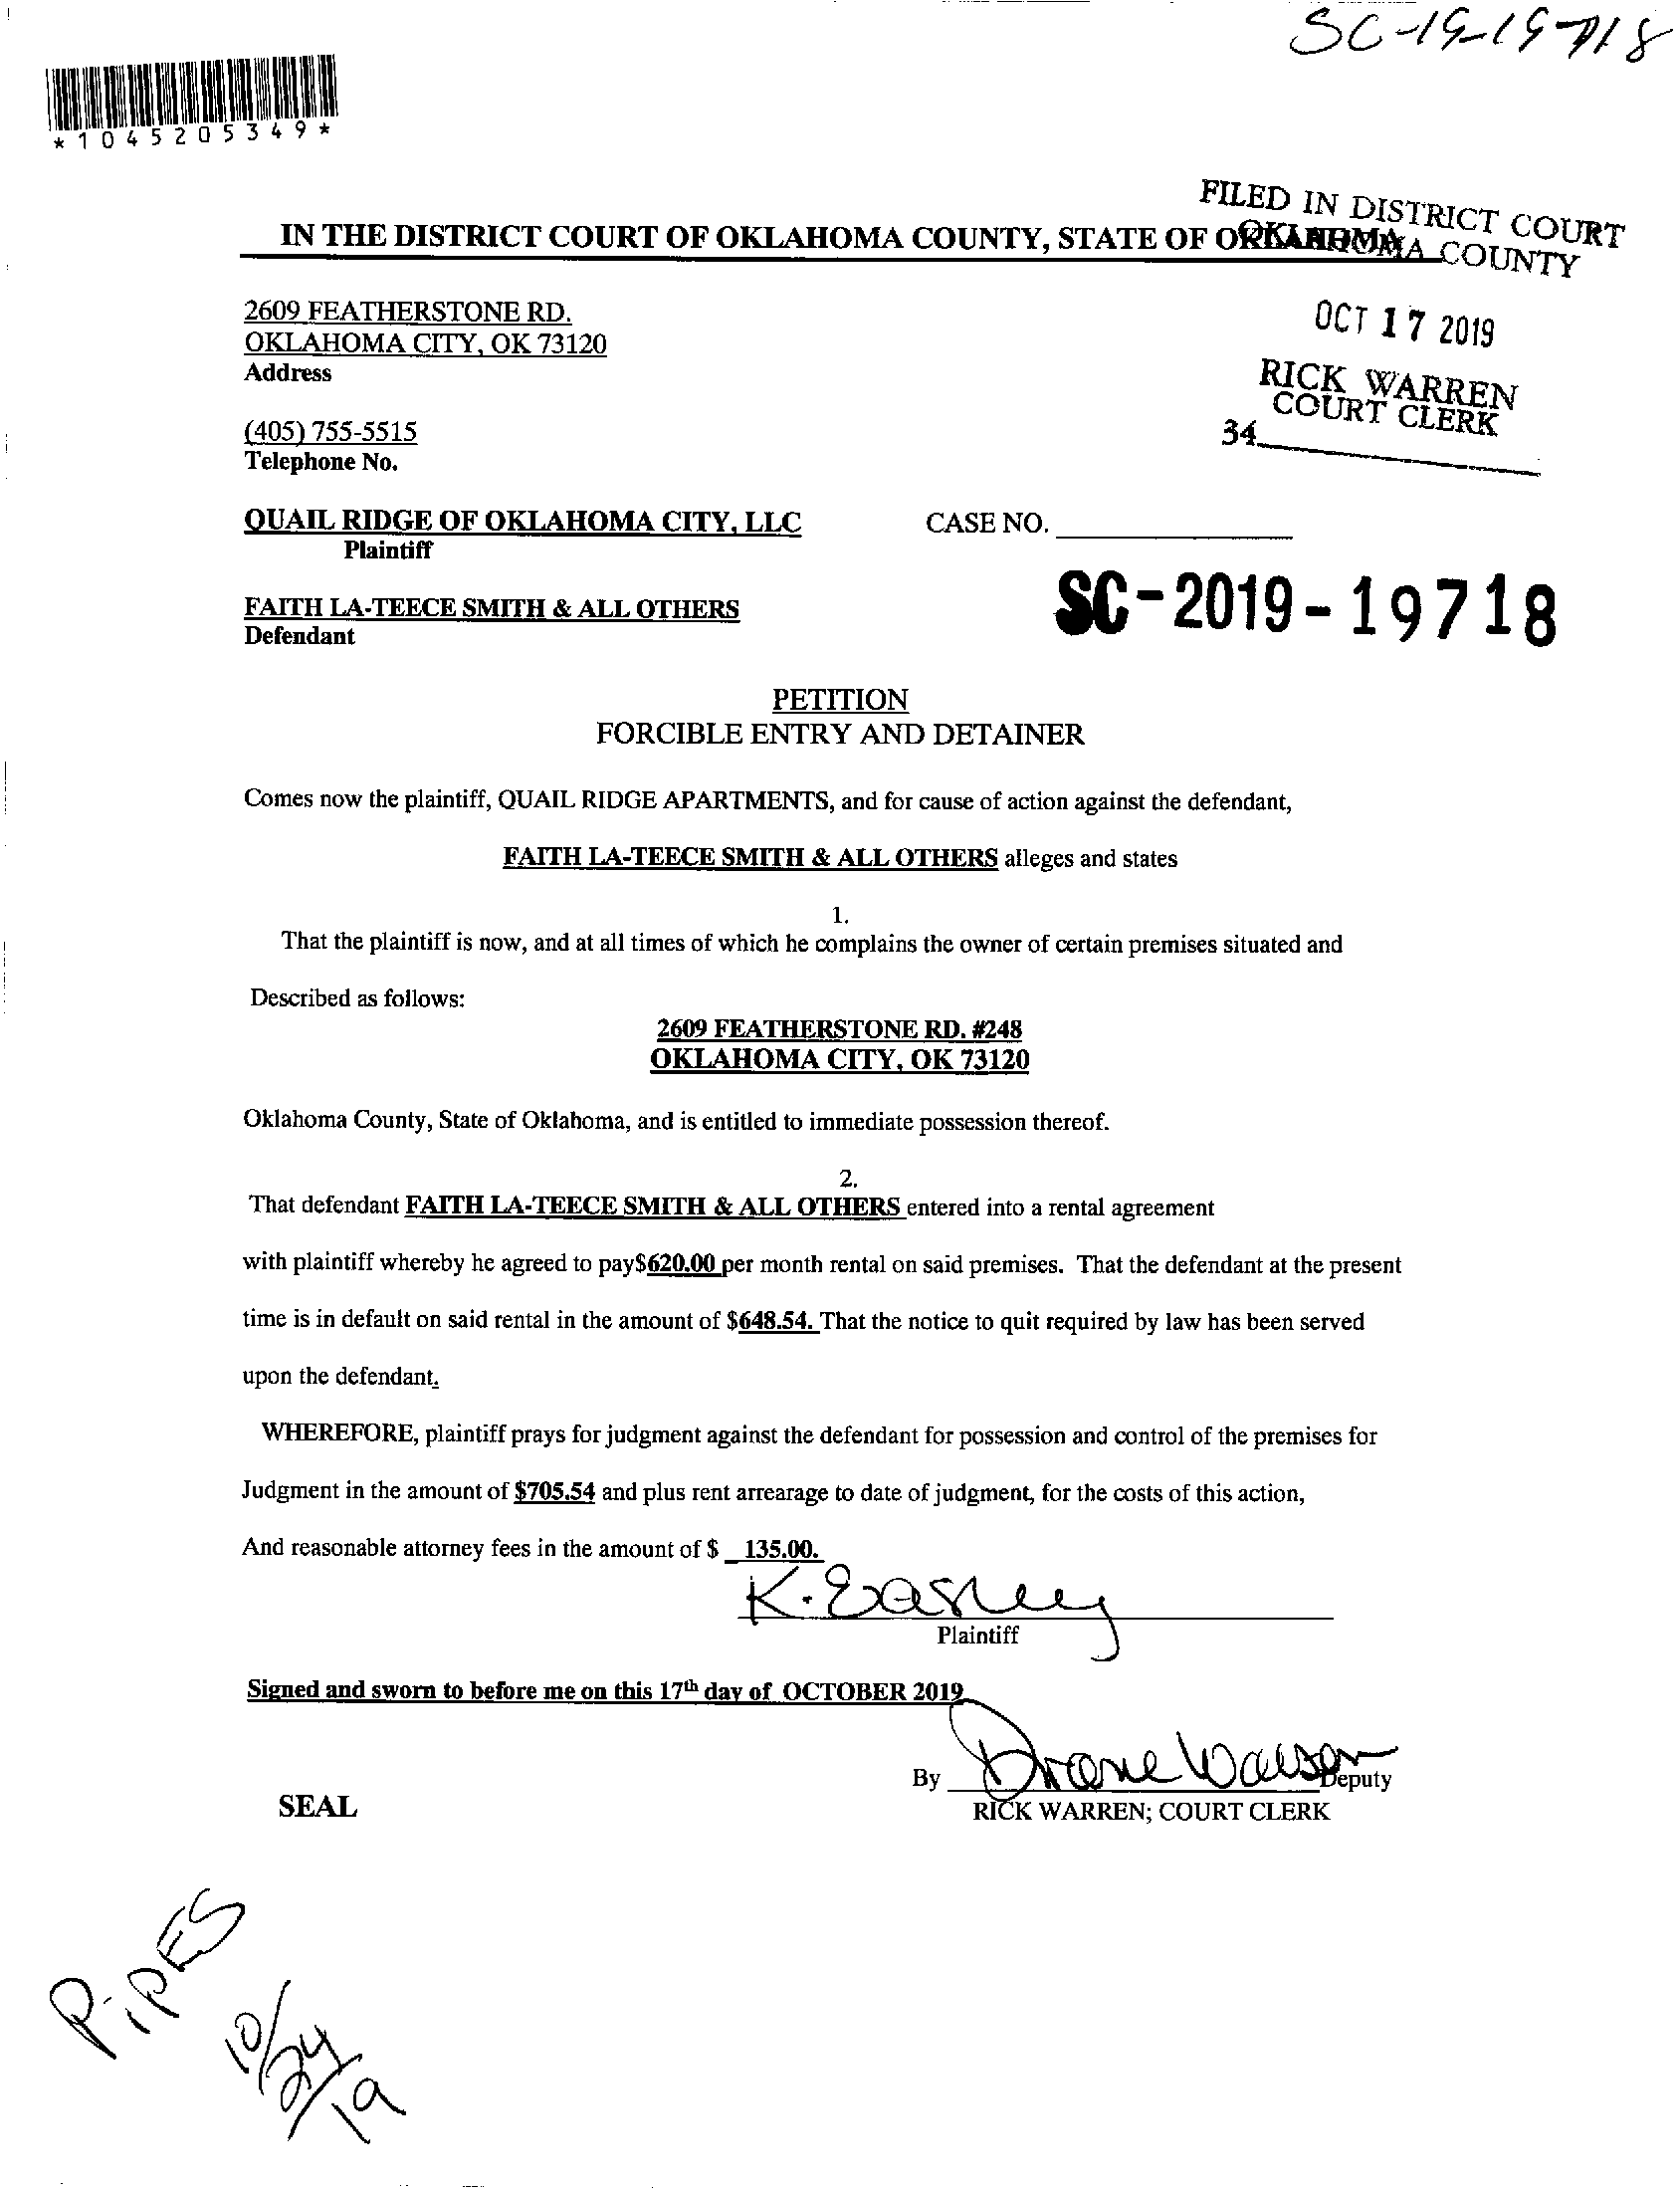 SC-19-19718
*1045205349*
FILED IN DISTRICT COURT
OKLAHOMA COUNTY
IN THE DISTRICT COURT OF OKLAHOMA COUNTY, STATE OF OKLAHOMA
2609 FEATHERSTONE RD.
OKLAHOMA CITY, OK 73120
Address
OCT 17 2019
RICK WARREN
COURT CLERK
34
(405) 755-5515
Telephone No.
QUAIL RIDGE OF OKLAHOMA CITY, LLC
Plaintiff
CASE NO.
FAITH LA-TEECE SMITH & ALL OTHERS
Defendant
SC-2019-19718
PETITION
FORCIBLE ENTRY AND DETAINER
Comes now the plaintiff, QUAIL RIDGE APARTMENTS, and for cause of action against the defendant,
FAITH LA-TEECE SMITH & ALL OTHERS alleges and states
1.
That the plaintiff is now, and at all times of which he complains the owner of certain premises situated and
Described as follows:
2609 FEATHERSTONE RD. #248
OKLAHOMA CITY, OK 73120
Oklahoma County, State of Oklahoma, and is entitled to immediate possession thereof.
2.
That defendant FAITH LA-TEECE SMITH & ALL OTHERS entered into a rental agreement
with plaintiff whereby he agreed to pay$620.00 per month rental on said premises. That the defendant at the present
time is in default on said rental in the amount of $648.54. That the notice to quit required by law has been served
upon the defendant.
WHEREFORE, plaintiff prays for judgment against the defendant for possession and control of the premises for
Judgment in the amount of $705.54 and plus rent arrearage to date of judgment, for the costs of this action,
And reasonable attorney fees in the amount of $ 135.00.
K. Easley
Plaintiff
Signed and sworn to before me on this 17th day of OCTOBER 2019
By Diane Watson Deputy
RICK WARREN; COURT CLERK
SEAL
PiPES
10/24/19